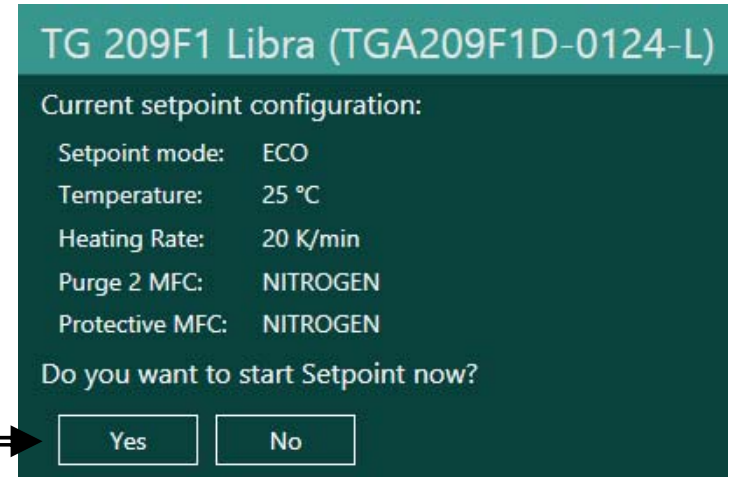 TG 209F1 Libra (TGA209F1D-0124-L)
Current setpoint configuration:
Setpoint mode: ECO
Temperature: 25 °C
Heating Rate: 20 K/min
Purge 2 MFC: NITROGEN
Protective MFC: NITROGEN
Do you want to start Setpoint now?
Yes No